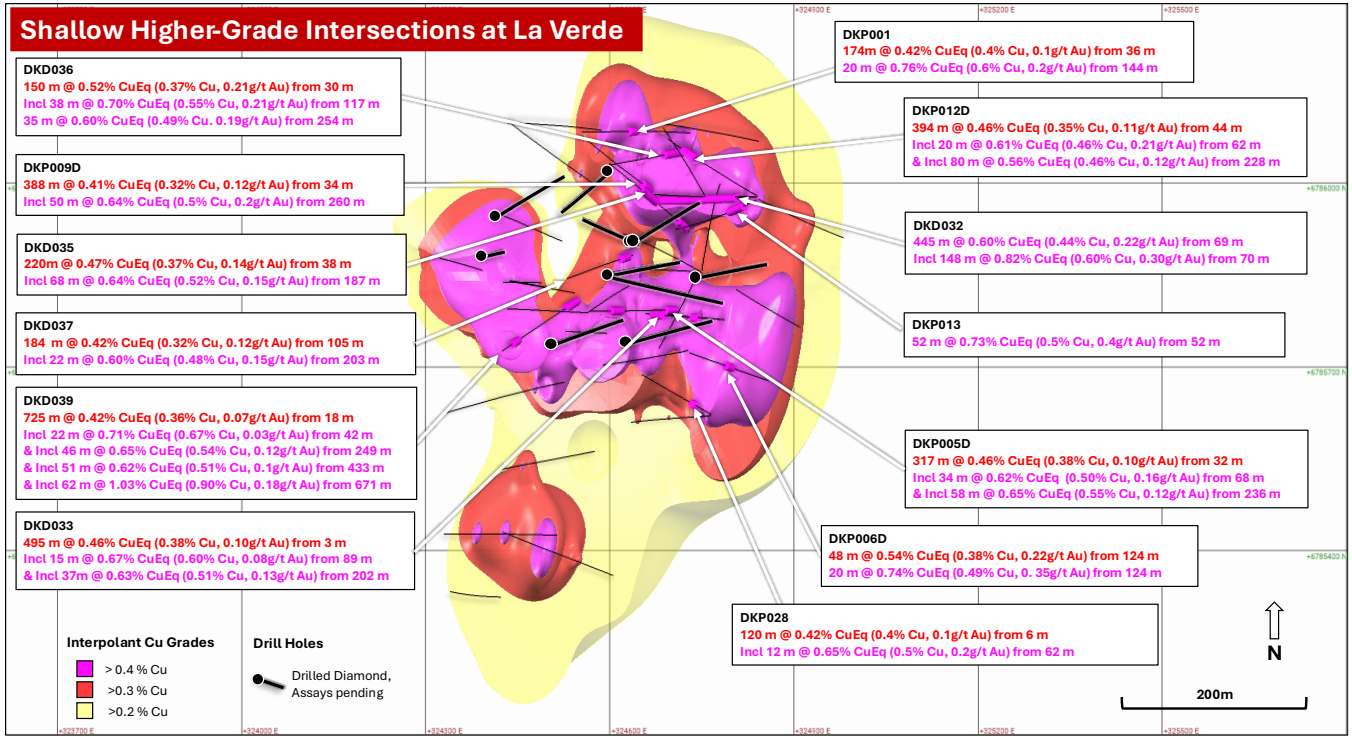 Shallow Higher-Grade Intersections at La Verde
+324900 E
+325200 E
+325500 E
DKD036
150 m @ 0.52% CuEq (0.37% Cu, 0.21g/t Au) from 30 m
Incl 38 m @ 0.70% CuEq (0.55% Cu, 0.21g/t Au) from 117 m
35 m @ 0.60% CuEq (0.49% Cu. 0.19g/t Au) from 254 m
DKP009D
388 m @ 0.41% CuEq (0.32% Cu, 0.12g/t Au) from 34 m
Incl 50 m @ 0.64% CuEq (0.5% Cu, 0.2g/t Au) from 260 m
DKD035
220m @ 0.47% CuEq (0.37% Cu, 0.14g/t Au) from 38 m
Incl 68 m @ 0.64% CuEq (0.52% Cu, 0.15g/t Au) from 187 m
DKD037
184 m @ 0.42% CuEq (0.32% Cu, 0.12g/t Au) from 105 m
Incl 22 m @ 0.60% CuEq (0.48% Cu, 0.15g/t Au) from 203 m
DKD039
725 m @ 0.42% CuEq (0.36% Cu, 0.07g/t Au) from 18 m
Incl 22 m @ 0.71% CuEq (0.67% Cu, 0.03g/t Au) from 42 m
& Incl 46 m @ 0.65% CuEq (0.54% Cu, 0.12g/t Au) from 249 m
& Incl 51 m @ 0.62% CuEq (0.51% Cu, 0.1g/t Au) from 433 m
& Incl 62 m @ 1.03% CuEq (0.90% Cu, 0.18g/t Au) from 671 m
DKD033
495 m @ 0.46% CuEq (0.38% Cu, 0.10g/t Au) from 3 m
Incl 15 m @ 0.67% CuEq (0.60% Cu, 0.08g/t Au) from 89 m
& Incl 37m @ 0.63% CuEq (0.51% Cu, 0.13g/t Au) from 202 m
DKP001
174m @ 0.42% CuEq (0.4% Cu, 0.1g/t Au) from 36 m
20 m @ 0.76% CuEq (0.6% Cu, 0.2g/t Au) from 144 m
DKP012D
394 m @ 0.46% CuEq (0.35% Cu, 0.11g/t Au) from 44 m
Incl 20 m @ 0.61% CuEq (0.46% Cu, 0.21g/t Au) from 62 m
& Incl 80 m @ 0.56% CuEq (0.46% Cu, 0.12g/t Au) from 228 m
+6786000 N
DKD032
445 m @ 0.60% CuEq (0.44% Cu, 0.22g/t Au) from 69 m
Incl 148 m @ 0.82% CuEq (0.60% Cu, 0.30g/t Au) from 70 m
DKP013
52 m @ 0.73% CuEq (0.5% Cu, 0.4g/t Au) from 52 m
+6785700 N
DKP005D
317 m @ 0.46% CuEq (0.38% Cu, 0.10g/t Au) from 32 m
Incl 34 m @ 0.62% CuEq (0.50% Cu, 0.16g/t Au) from 68 m
& Incl 58 m @ 0.65% CuEq (0.55% Cu, 0.12g/t Au) from 236 m
DKP006D
48 m @ 0.54% CuEq (0.38% Cu, 0.22g/t Au) from 124 m
20 m @ 0.74% CuEq (0.49% Cu, 0. 35g/t Au) from 124 m
+6785400 N
DKP028
120 m @ 0.42% CuEq (0.4% Cu, 0.1g/t Au) from 6 m
Incl 12 m @ 0.65% CuEq (0.5% Cu, 0.2g/t Au) from 62 m
Interpolant Cu Grades
> 0.4 % Cu
>0.3 % Cu
>0.2 % Cu
Drill Holes
Drilled Diamond,
Assays pending
N
200m
+323700 E
+324000 E
+324300 E
+324600 E
+324900 E
+325200 E
+325500 E